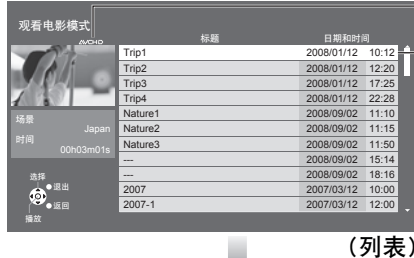 观看电影模式
AVCHD
标题 日期和时间
Trip1 2008/01/12 10:12
Trip2 2008/01/12 12:20
Trip3 2008/01/12 17:25
Trip4 2008/01/12 22:28
Nature1 2008/09/02 11:10
Nature2 2008/09/02 11:15
Nature3 2008/09/02 11:50
--- 2008/09/02 15:14
--- 2008/09/02 18:16
2007 2007/03/12 10:00
2007-1 2007/03/12 12:00
场景
Japan
时间
00h03m01s
选择
退出
返回
播放
(列表)